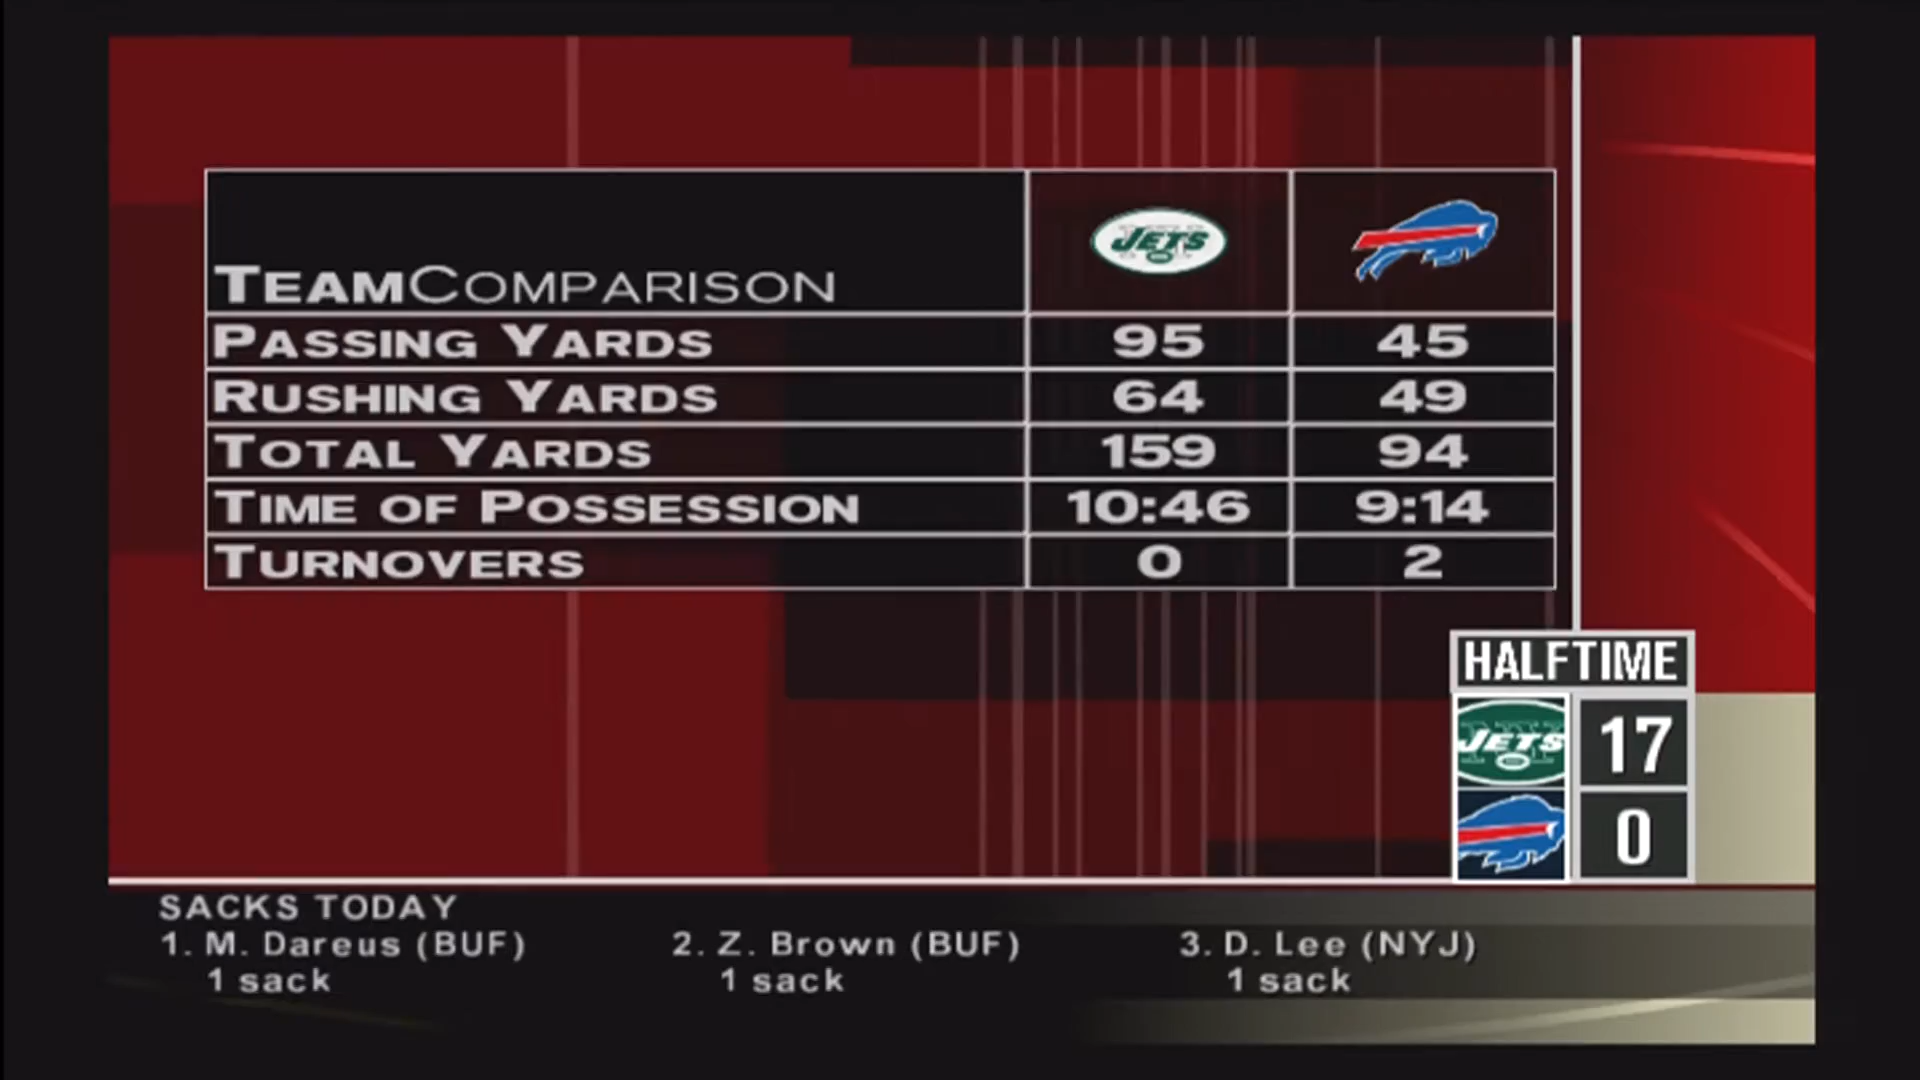 JETS
TEAMCOMPARISON
PASSING YARDS 95 45
RUSHING YARDS 64 49
TOTAL YARDS 159 94
TIME OF POSSESSION 10:46 9:14
TURNOVERS 0 2
HALFTIME
JETS 17
0
SACKS TODAY
1. M. Dareus (BUF) 2. Z. Brown (BUF) 3. D. Lee (NYJ)
1 sack 1 sack 1 sack